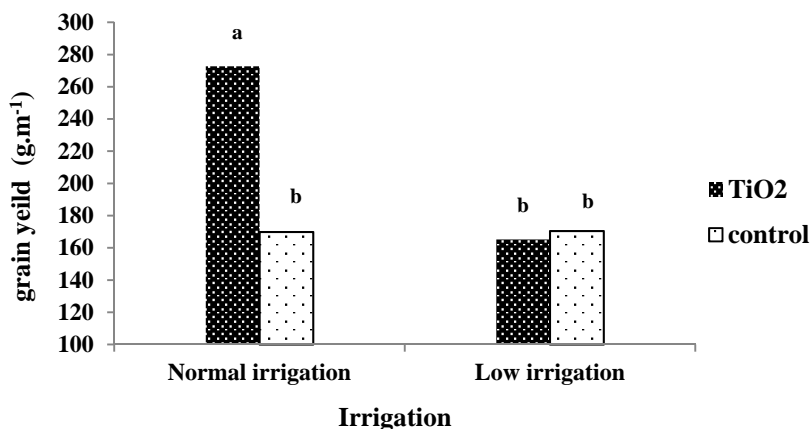 300
280
260
240
220
200
180
160
140
120
100
grain yeild (g.m-1)
a
b
b
b
Normal irrigation
Low irrigation
Irrigation
TiO2
control